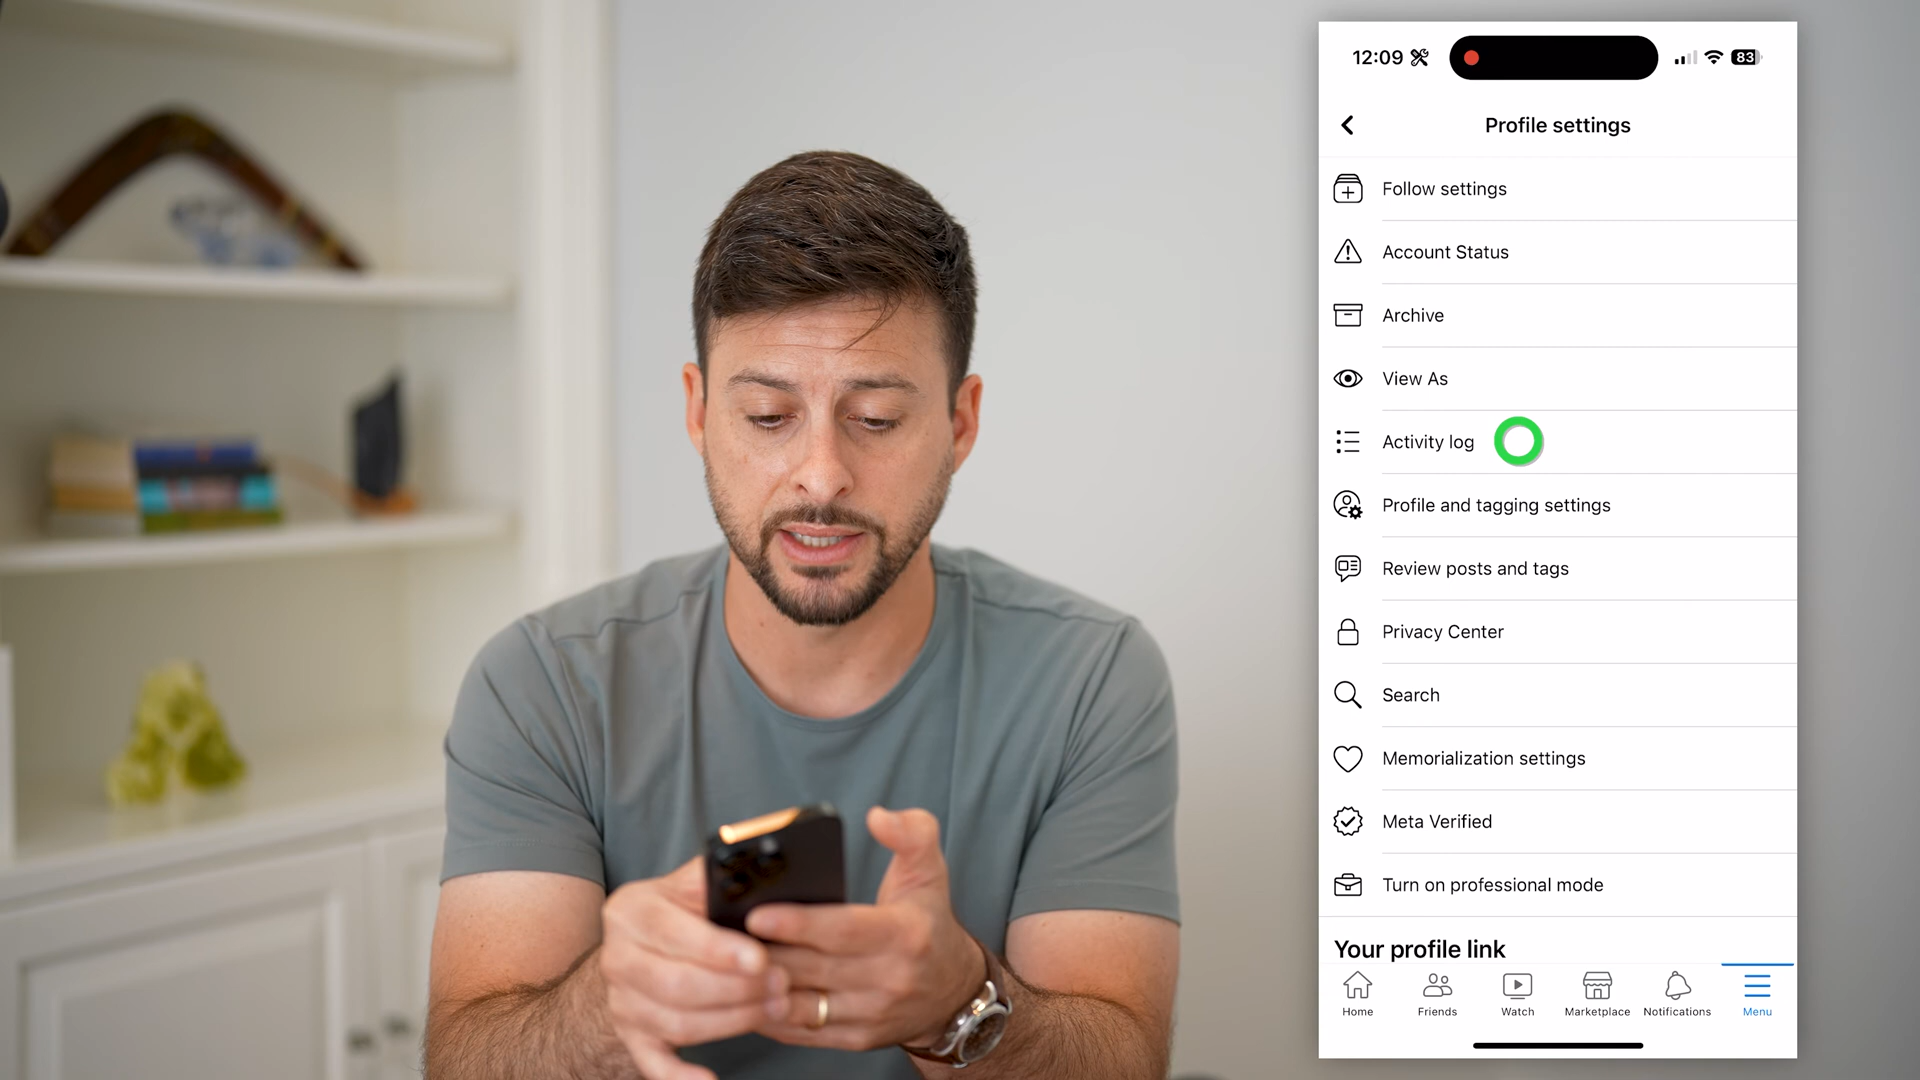 12:09
83
Profile settings
Follow settings
Account Status
Archive
View As
Activity log
Profile and tagging settings
Review posts and tags
Privacy Center
Search
Memorialization settings
Meta Verified
Turn on professional mode
Your profile link
Home Friends Watch Marketplace Notifications Menu